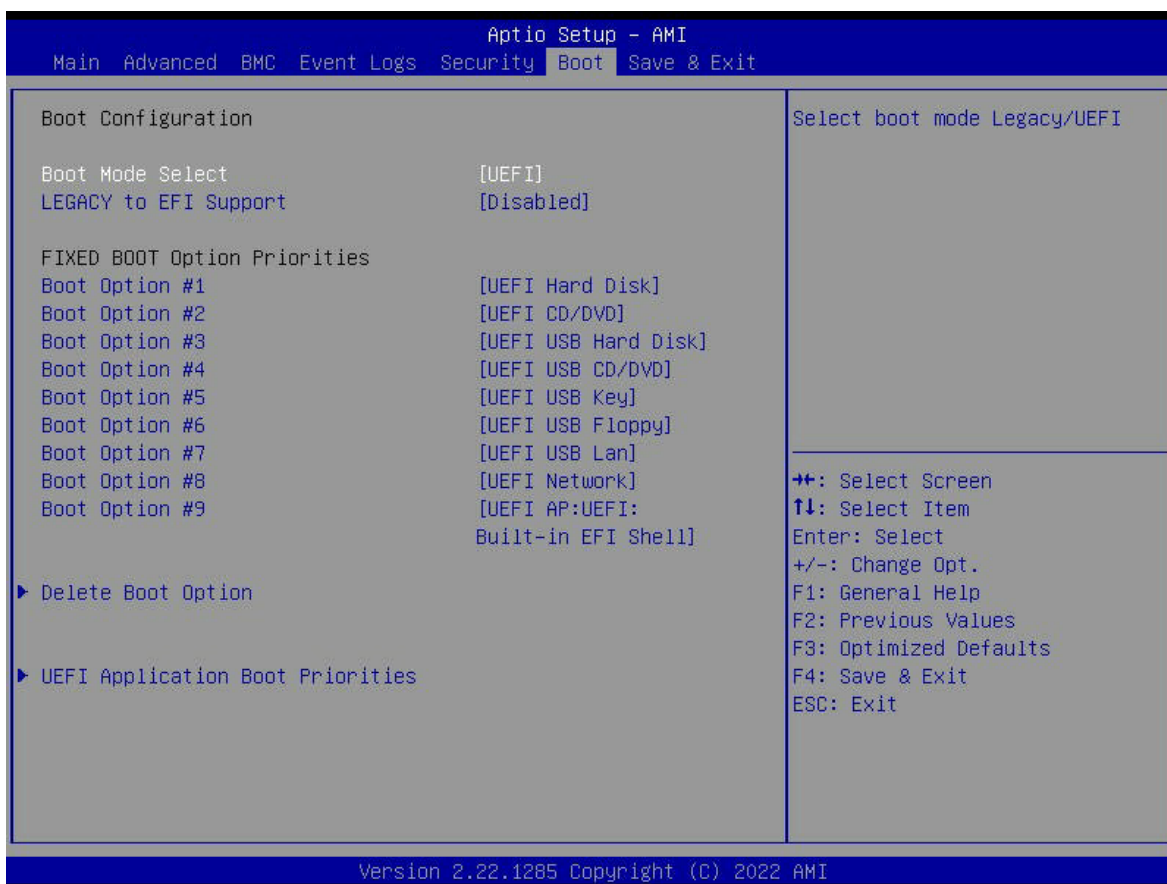 Aptio Setup – AMI
Main Advanced BMC Event Logs Security Boot Save & Exit
Boot Configuration
Boot Mode Select [UEFI]
LEGACY to EFI Support [Disabled]
FIXED BOOT Option Priorities
Boot Option #1 [UEFI Hard Disk]
Boot Option #2 [UEFI CD/DVD]
Boot Option #3 [UEFI USB Hard Disk]
Boot Option #4 [UEFI USB CD/DVD]
Boot Option #5 [UEFI USB Key]
Boot Option #6 [UEFI USB Floppy]
Boot Option #7 [UEFI USB Lan]
Boot Option #8 [UEFI Network]
Boot Option #9 [UEFI AP:UEFI:
Built-in EFI Shell]
▶ Delete Boot Option
▶ UEFI Application Boot Priorities
Select boot mode Legacy/UEFI
→←: Select Screen
↑↓: Select Item
Enter: Select
+/-: Change Opt.
F1: General Help
F2: Previous Values
F3: Optimized Defaults
F4: Save & Exit
ESC: Exit
Version 2.22.1285 Copyright (C) 2022 AMI